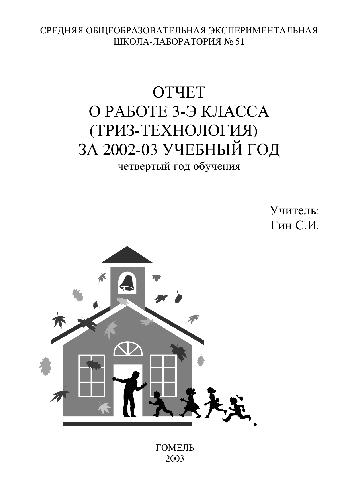 СРЕДНЯЯ ОБЩЕОБРАЗОВАТЕЛЬНАЯ ЭКСПЕРИМЕНТАЛЬНАЯ
ШКОЛА-ЛАБОРАТОРИЯ № 51
ОТЧЕТ
О РАБОТЕ 3-Э КЛАССА
(ТРИЗ-ТЕХНОЛОГИЯ)
ЗА 2002-03 УЧЕБНЫЙ ГОД
четвертый год обучения
Учитель:
Гин С.И.
ГОМЕЛЬ
2003